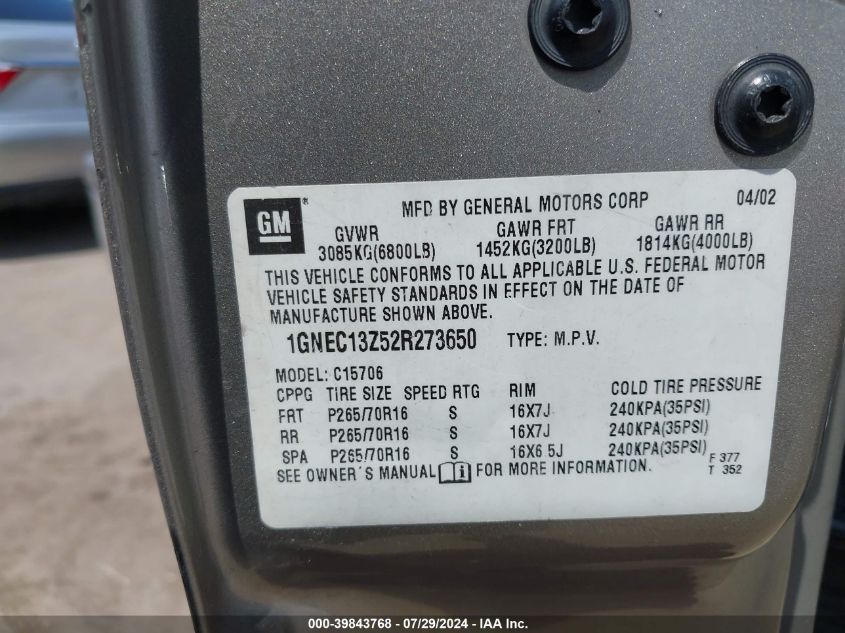 GM ® MFD BY GENERAL MOTORS CORP 04/02
GVWR GAWR FRT GAWR RR
3085KG(6800LB) 1452KG(3200LB) 1814KG(4000LB)
THIS VEHICLE CONFORMS TO ALL APPLICABLE U.S. FEDERAL MOTOR
VEHICLE SAFETY STANDARDS IN EFFECT ON THE DATE OF
MANUFACTURE SHOWN ABOVE.
1GNEC13Z52R273650 TYPE: M.P.V.
MODEL: C15706
CPPG TIRE SIZE SPEED RTG RIM COLD TIRE PRESSURE
FRT P265/70R16 S 16X7J 240KPA(35PSI)
RR P265/70R16 S 16X7J 240KPA(35PSI)
SPA P265/70R16 S 16X6 5J 240KPA(35PSI)
SEE OWNER'S MANUAL FOR MORE INFORMATION.
F 377
T 352
000-39843768 - 07/29/2024 - IAA Inc.